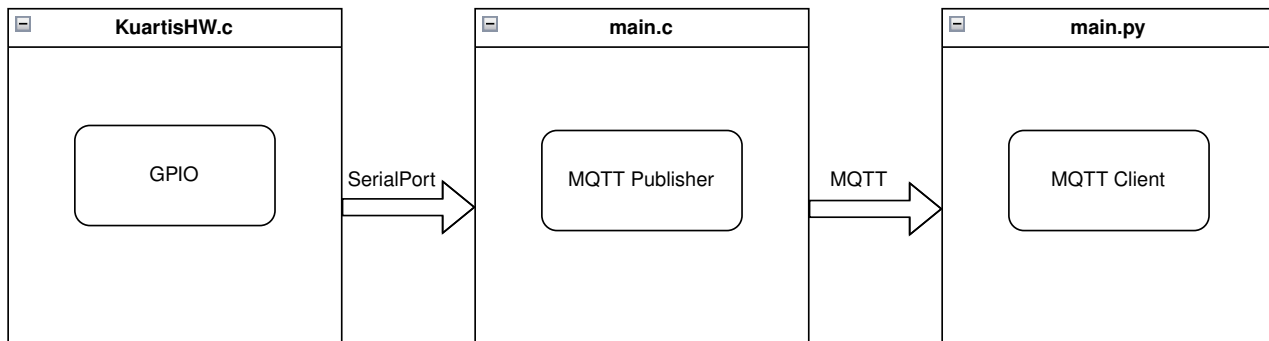 KuartisHW.c
main.c
main.py
GPIO
SerialPort
MQTT Publisher
MQTT
MQTT Client